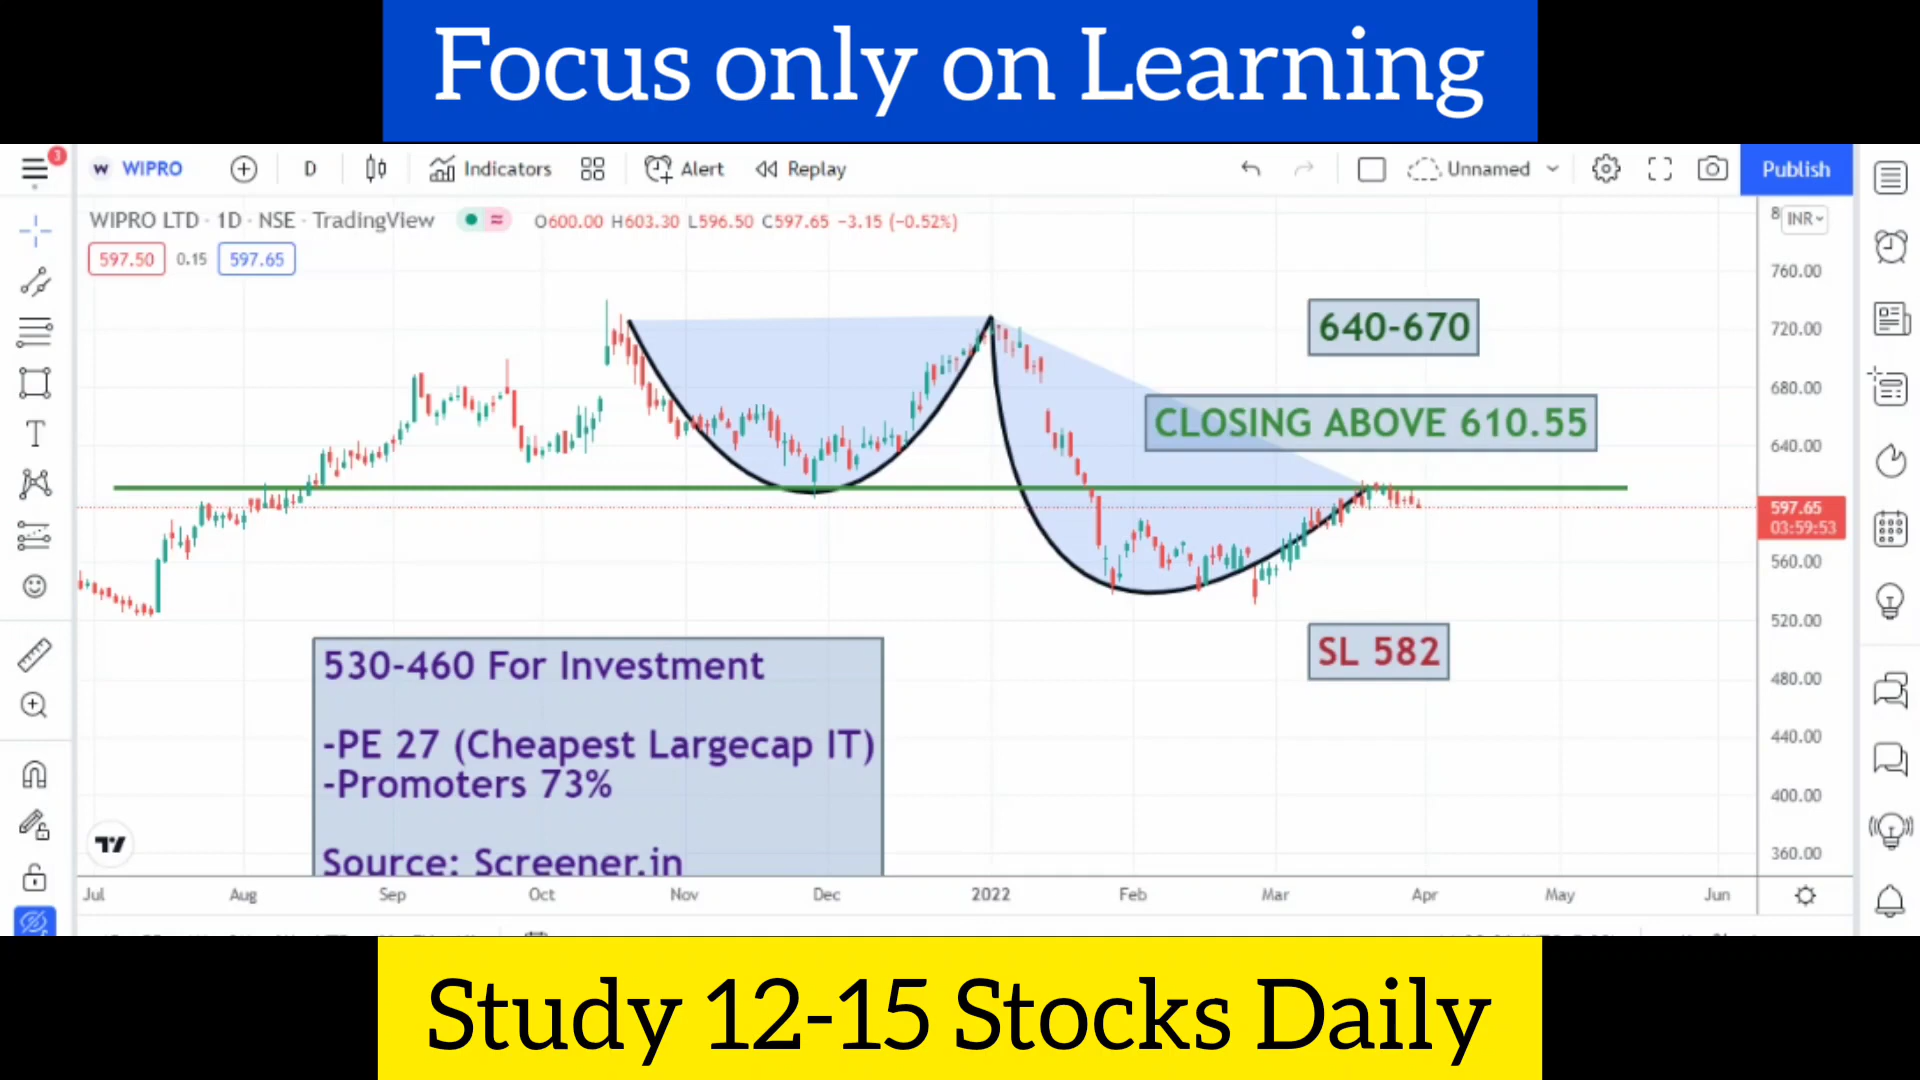 Focus only on Learning
3
W WIPRO D Indicators Alert Replay Unnamed Publish
WIPRO LTD · 1D · NSE · TradingView O600.00 H603.30 L596.50 C597.65 −3.15 (−0.52%)
8 INR
597.50 0.15 597.65
760.00
720.00
640-670
680.00
CLOSING ABOVE 610.55
640.00
597.65
03:59:53
560.00
520.00
SL 582
480.00
440.00
400.00
360.00
530-460 For Investment
-PE 27 (Cheapest Largecap IT)
-Promoters 73%
Source: Screener.in
Jul Aug Sep Oct Nov Dec 2022 Feb Mar Apr May Jun
Study 12-15 Stocks Daily